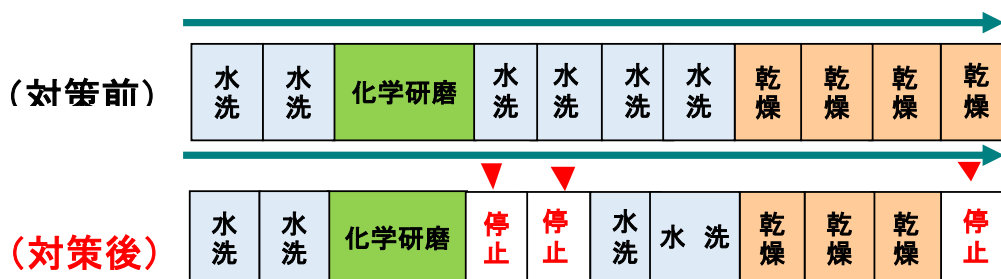 (対策前) 水洗 水洗 化学研磨 水洗 水洗 水洗 水洗 乾燥 乾燥 乾燥 乾燥
(対策後) 水洗 水洗 化学研磨 停止 停止 水洗 水 洗 乾燥 乾燥 乾燥 停止